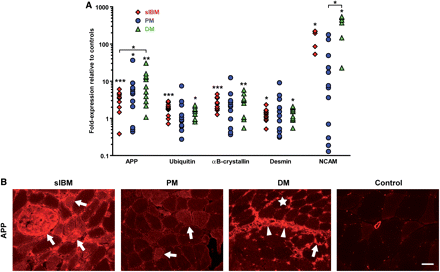 A
sIBM
PM
DM
Fold-expression relative to controls
1000
100
10
1
0.1
*** * * **
*** *
*** **
* *
* * *
APP Ubiquitin αB-crystallin Desmin NCAM
B
sIBM PM DM Control
APP